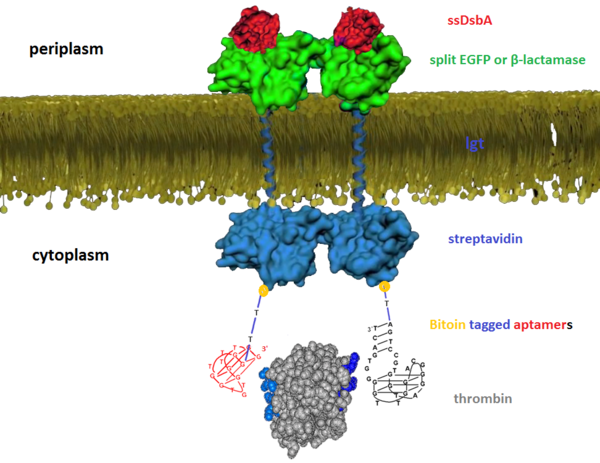 ssDsbA
periplasm
split EGFP or β-lactamase
lgt
streptavidin
cytoplasm
Bitoin tagged aptamers
thrombin